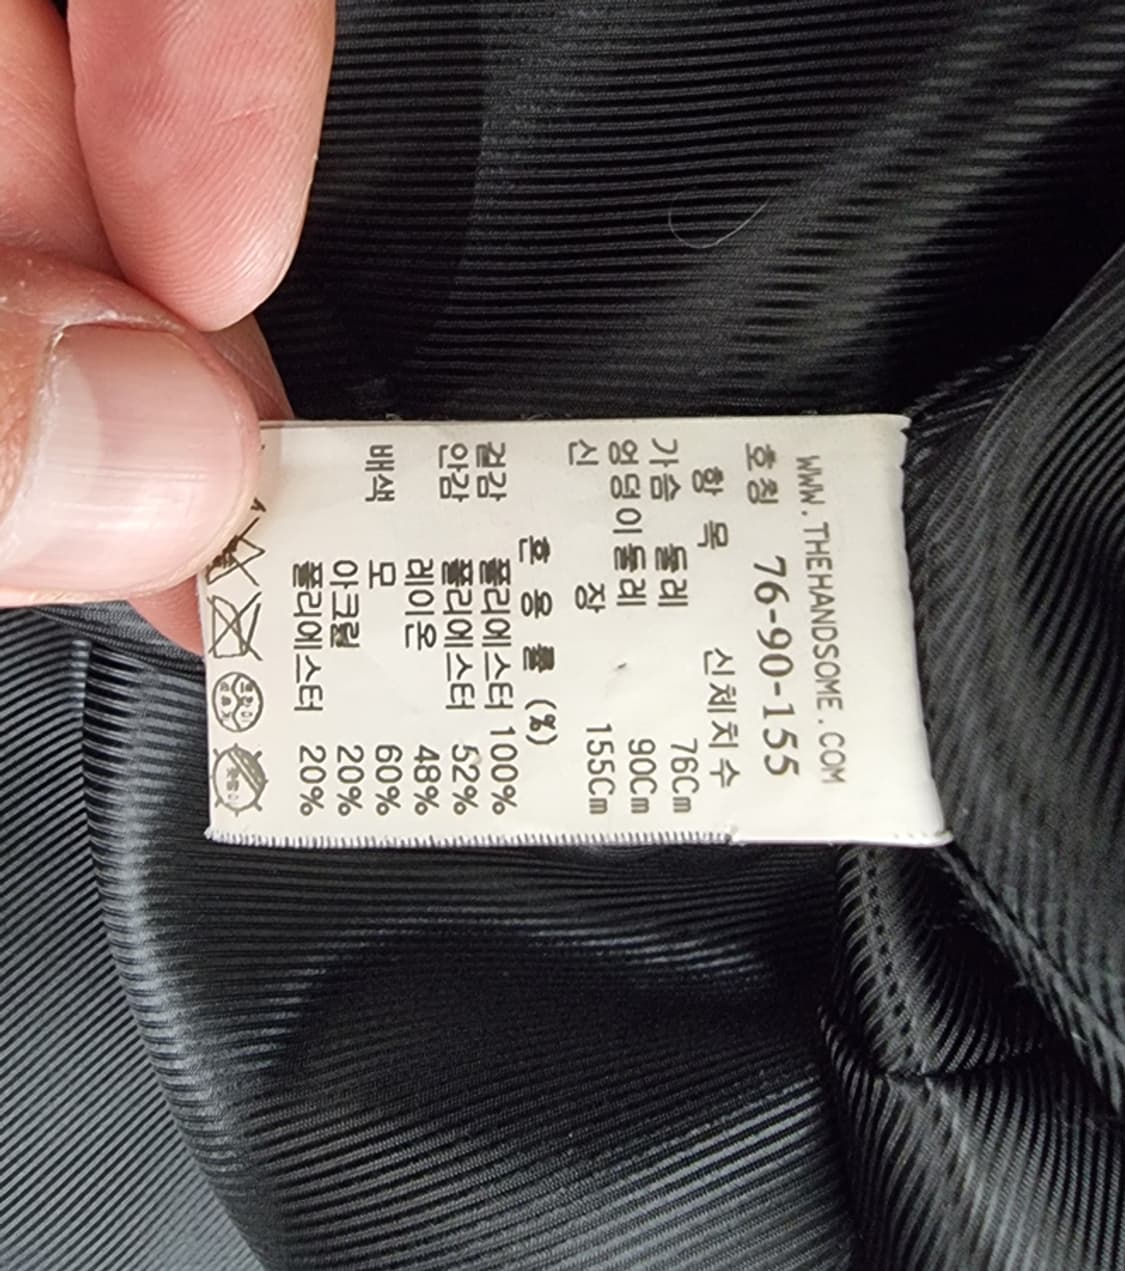 WWW.THEHANDSOME.COM
호칭 76-90-155
항 목 신체치수
가슴 둘레 76Cm
엉덩이둘레 90Cm
신 장 155Cm
혼 용 률 (%)
겉감 폴리에스터 100%
안감 폴리에스터 52%
레이온 48%
배색 모 60%
아크릴 20%
폴리에스터 20%
드라이